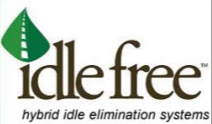 idle free™
hybrid idle elimination systems